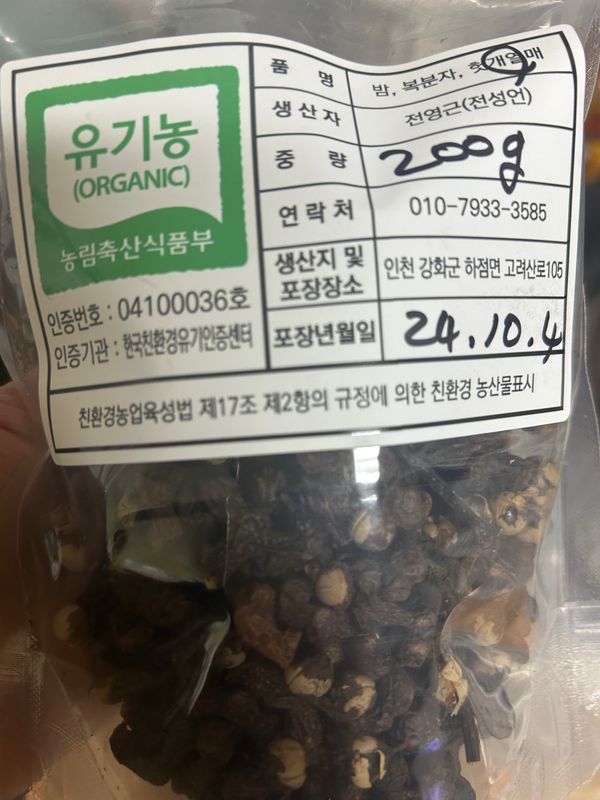 유기농
(ORGANIC)
농림축산식품부
인증번호 : 04100036호
인증기관 : 한국친환경유기인증센터
품 명 밤, 복분자, 헛개열매
생 산 자 전영근(전성언)
중 량 200g
연 락 처 010-7933-3585
생산지 및 포장장소 인천 강화군 하점면 고려산로105
포장년월일 24.10.4
친환경농업육성법 제17조 제2항의 규정에 의한 친환경 농산물표시